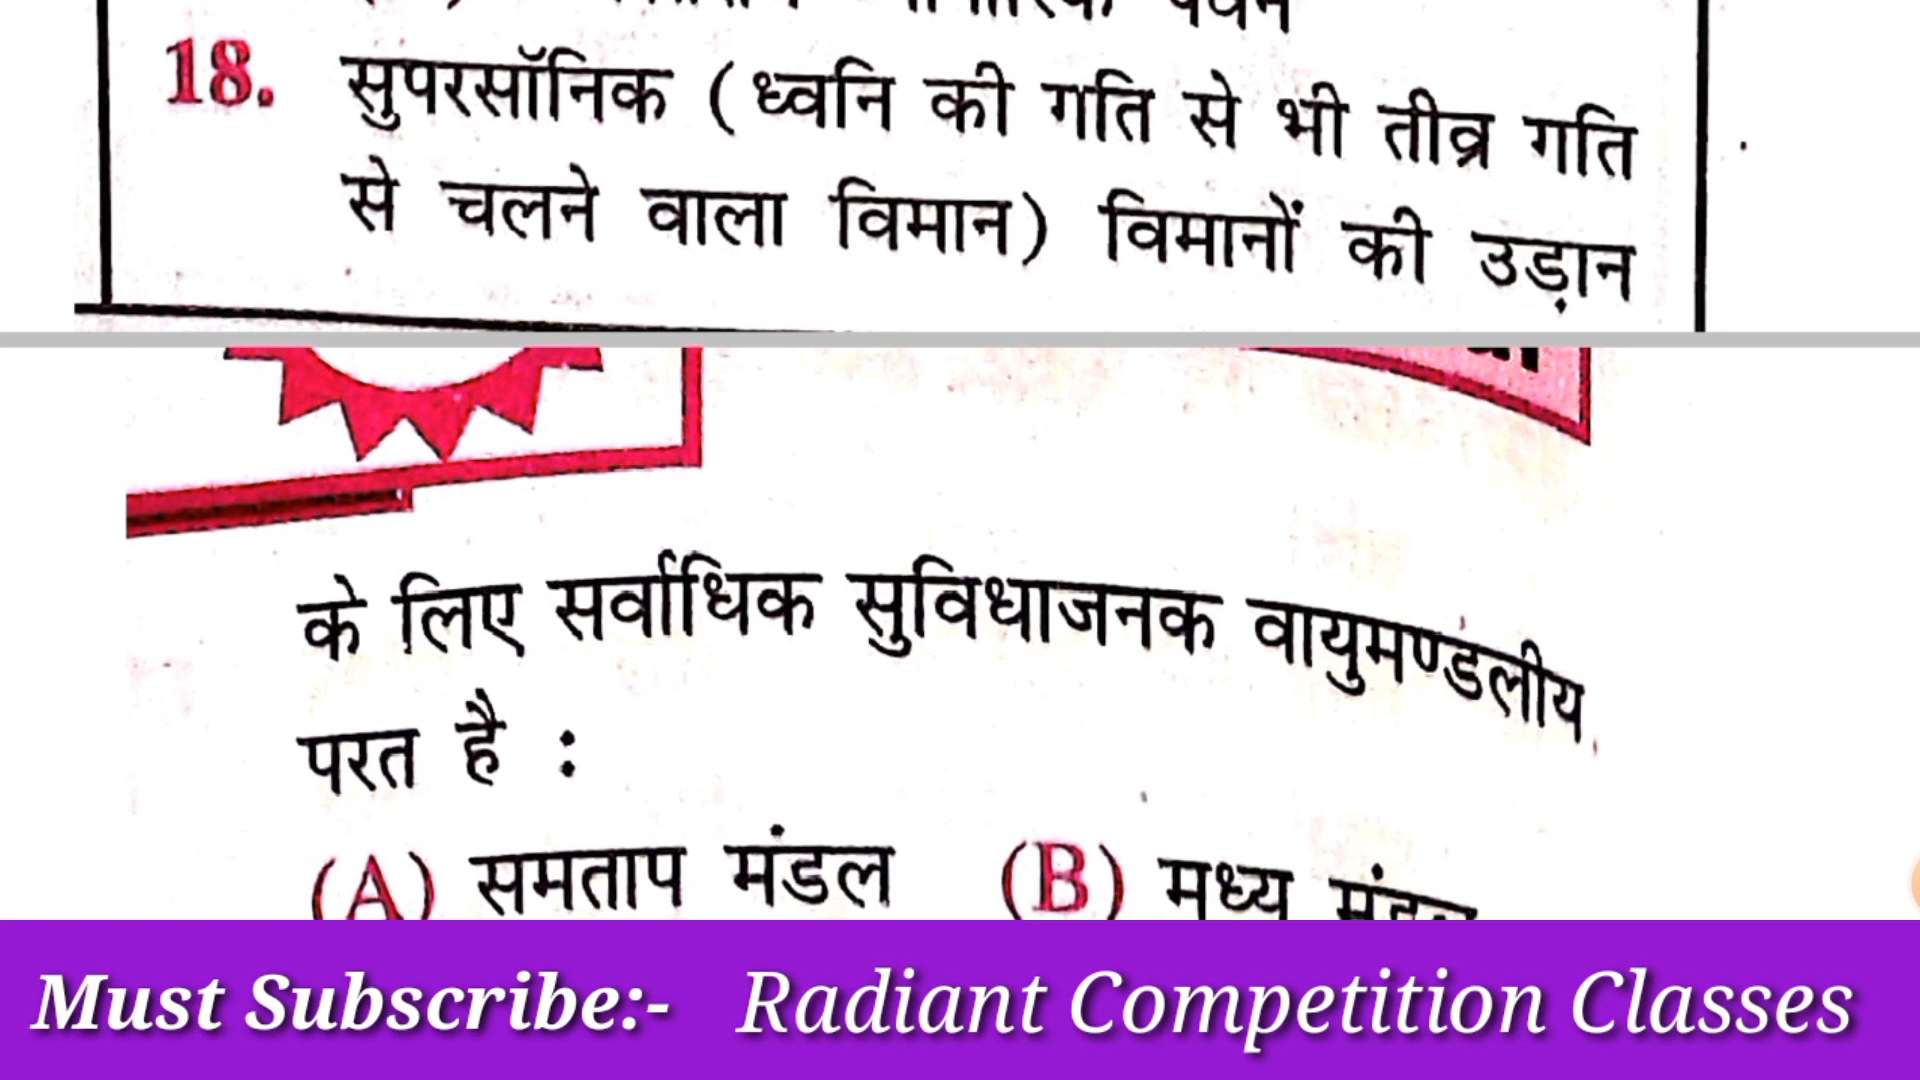 18. सुपरसॉनिक (ध्वनि की गति से भी तीव्र गति
से चलने वाला विमान) विमानों की उड़ान
के लिए सर्वाधिक सुविधाजनक वायुमण्डलीय
परत है :
(A) समताप मंडल (B) मध्य
Must Subscribe:- Radiant Competition Classes